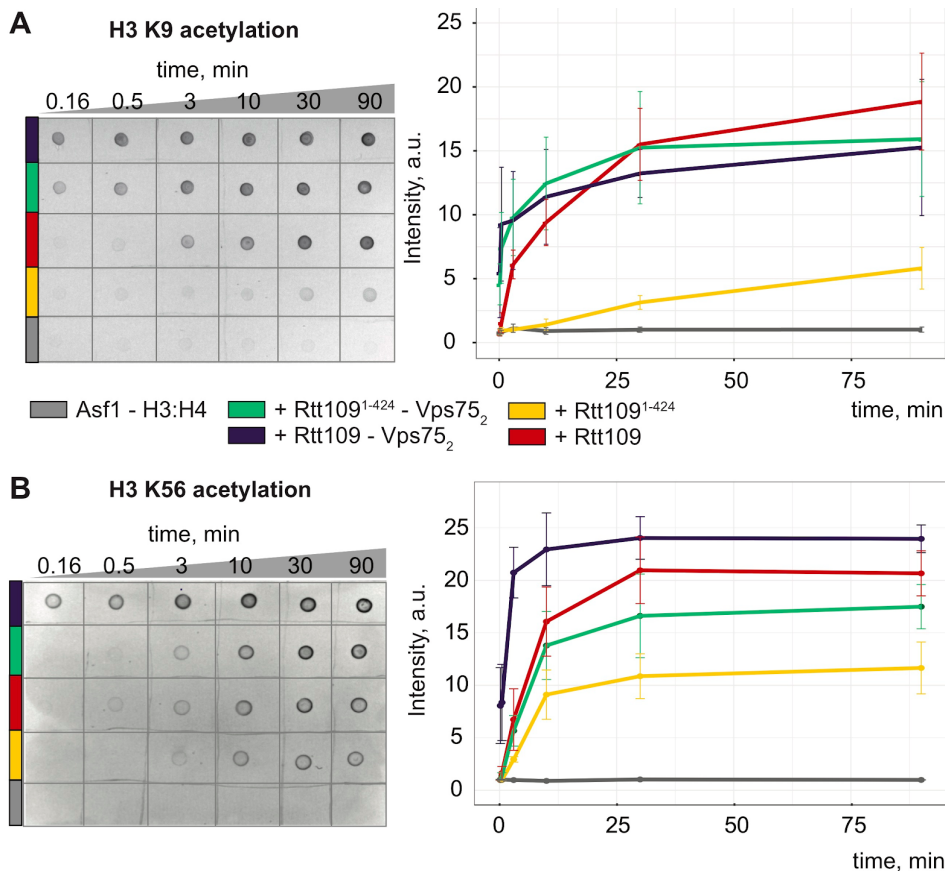 A
H3 K9 acetylation
time, min
0.16 0.5 3 10 30 90
Intensity, a.u.
25
20
15
10
5
0
0 25 50 75
time, min
Asf1 - H3:H4
+ Rtt109¹⁻⁴²⁴ - Vps75₂
+ Rtt109¹⁻⁴²⁴
+ Rtt109 - Vps75₂
+ Rtt109
B
H3 K56 acetylation
time, min
0.16 0.5 3 10 30 90
Intensity, a.u.
25
20
15
10
5
0
0 25 50 75
time, min